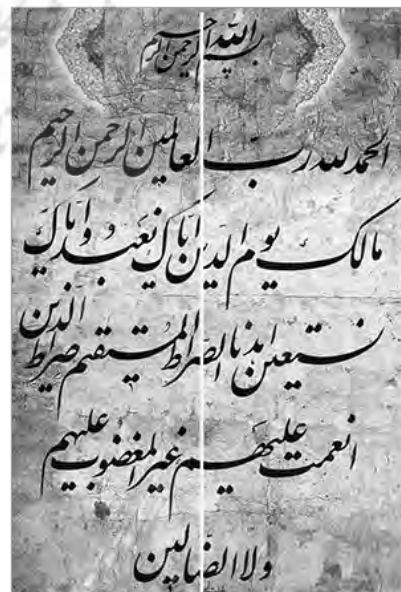 بسم الله الرحمن الرحیم
الحمد لله رب العالمین الرحمن الرحیم
مالک یوم الدین ایاک نعبد و ایاک
نستعین اهدنا الصراط المستقیم صراط الذین
انعمت علیهم غیر المغضوب علیهم
ولا الضالین